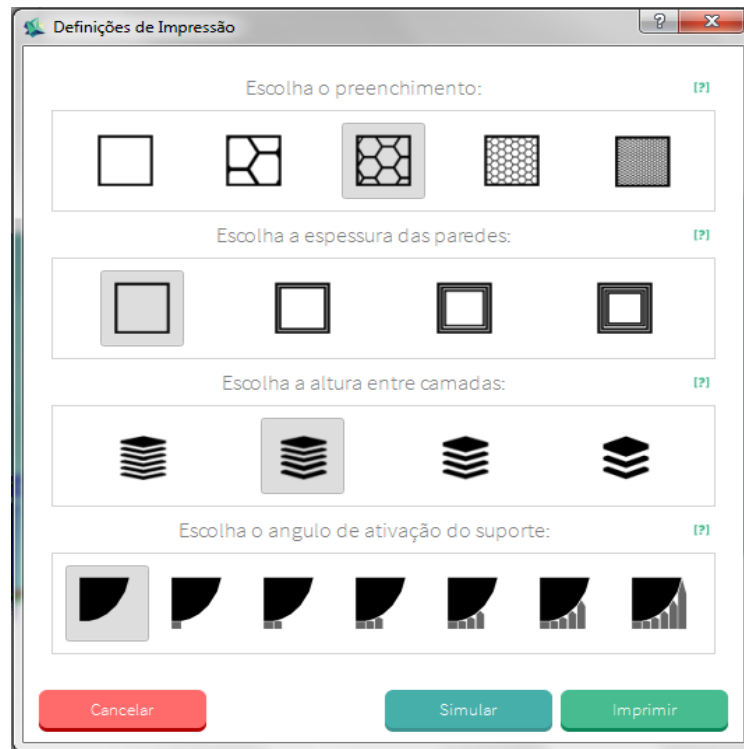 Definições de Impressão
Escolha o preenchimento:
[?]
Escolha a espessura das paredes:
[?]
Escolha a altura entre camadas:
[?]
Escolha o angulo de ativação do suporte:
[?]
Cancelar
Simular
Imprimir